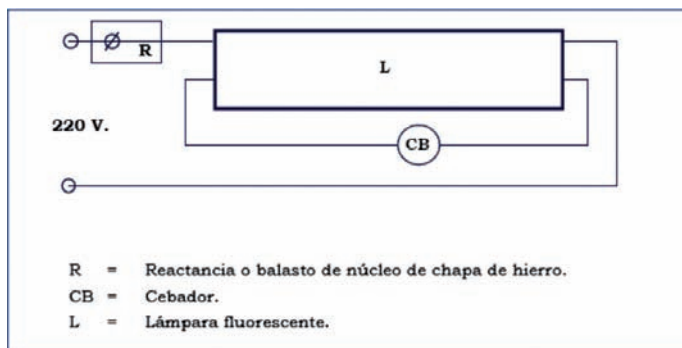 R
L
220 V.
CB
R = Reactancia o balasto de núcleo de chapa de hierro.
CB = Cebador.
L = Lámpara fluorescente.